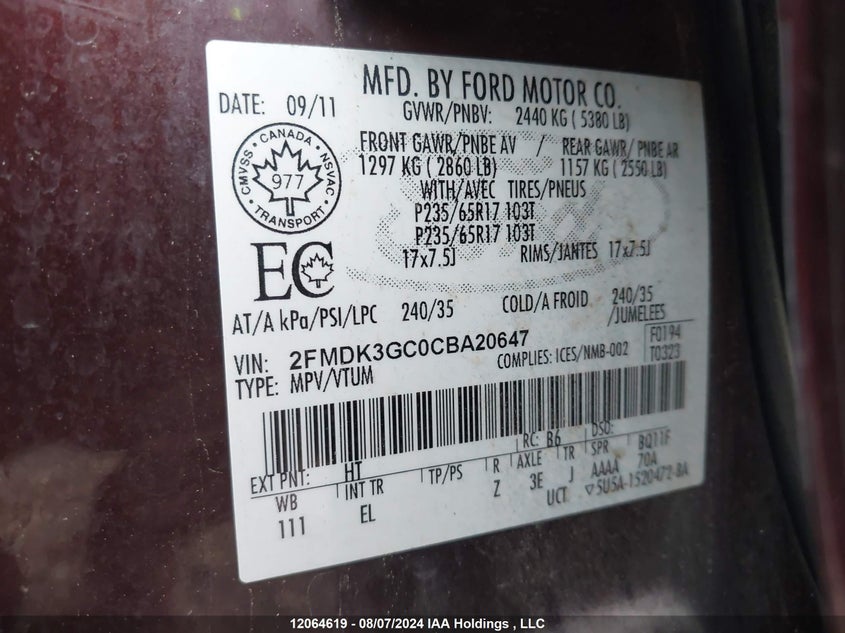 MFD. BY FORD MOTOR CO.
DATE: 09/11
GVWR/PNBV: 2440 KG ( 5380 LB)
FRONT GAWR/PNBE AV / REAR GAWR/ PNBE AR
1297 KG ( 2860 LB) 1157 KG ( 2550 LB)
WITH/AVEC TIRES/PNEUS
P235/65R17 103T
P235/65R17 103T
17x7.5J RIMS/JANTES 17x7.5J
CMVSS • CANADA • NSVAC
977
TRANSPORT
EC
AT/A kPa/PSI/LPC 240/35 COLD/A FROID 240/35
/JUMELEES
VIN: 2FMDK3GC0CBA20647
F0194
TYPE: MPV/VTUM COMPLIES: ICES/NMB-002 T0323
RC: B6 DSO:
EXT PNT: HT BQ11F
WB INT TR TP/PS R AXLE TR SPR 70A
111 EL Z 3E J AAAA
UCT ▽5U5A-1520472-BA
12064619 - 08/07/2024 IAA Holdings , LLC